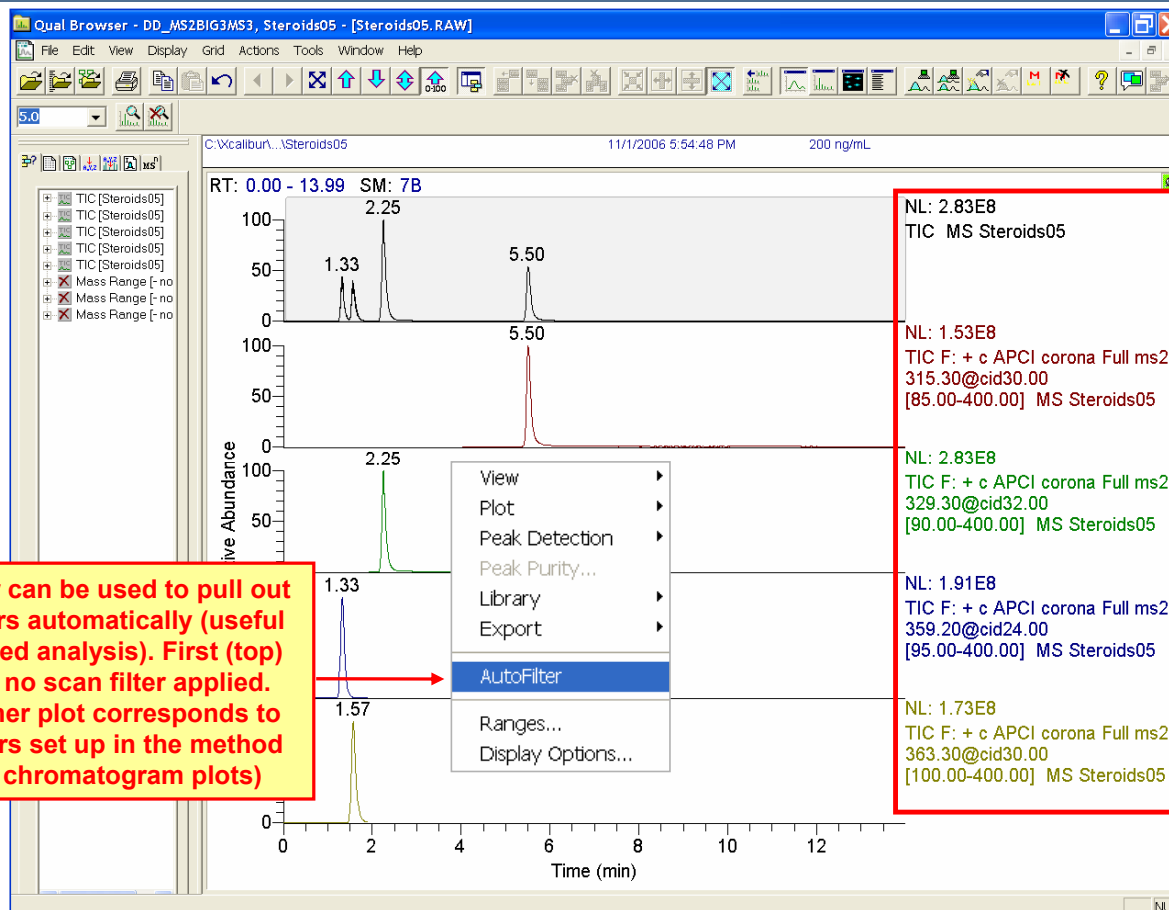 Qual Browser - DD_MS2BIG3MS3, Steroids05 - [Steroids05.RAW]
File Edit View Display Grid Actions Tools Window Help
0-100
5.0
C:\Xcalibur\...\Steroids05 11/1/2006 5:54:48 PM 200 ng/mL
TIC [Steroids05]
TIC [Steroids05]
TIC [Steroids05]
TIC [Steroids05]
TIC [Steroids05]
Mass Range [- no
Mass Range [- no
Mass Range [- no
RT: 0.00 - 13.99 SM: 7B
100
50
0
1.33
2.25
5.50
NL: 2.83E8
TIC MS Steroids05
100
50
0
5.50
NL: 1.53E8
TIC F: + c APCI corona Full ms2
315.30@cid30.00
[85.00-400.00] MS Steroids05
100
50
2.25
NL: 2.83E8
TIC F: + c APCI corona Full ms2
329.30@cid32.00
[90.00-400.00] MS Steroids05
1.33
NL: 1.91E8
TIC F: + c APCI corona Full ms2
359.20@cid24.00
[95.00-400.00] MS Steroids05
1.57
0
NL: 1.73E8
TIC F: + c APCI corona Full ms2
363.30@cid30.00
[100.00-400.00] MS Steroids05
0 2 4 6 8 10 12
Time (min)
ive Abundance
View
Plot
Peak Detection
Peak Purity...
Library
Export
AutoFilter
Ranges...
Display Options...
can be used to pull out
rs automatically (useful
ed analysis). First (top)
no scan filter applied.
her plot corresponds to
rs set up in the method
chromatogram plots)
NL